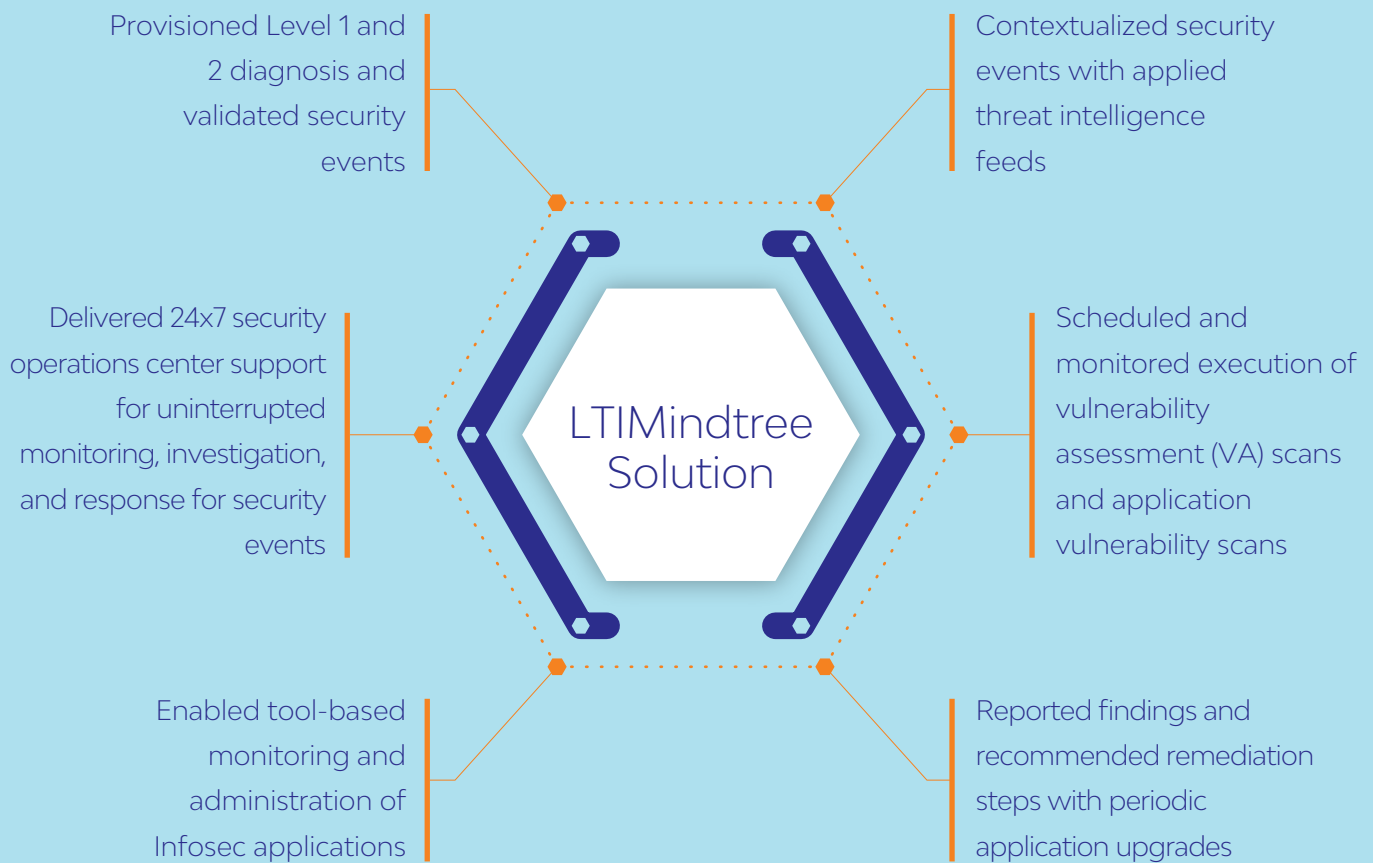 Provisioned Level 1 and
2 diagnosis and
validated security
events
Contextualized security
events with applied
threat intelligence
feeds
Delivered 24x7 security
operations center support
for uninterrupted
monitoring, investigation,
and response for security
events
LTIMindtree
Solution
Scheduled and
monitored execution of
vulnerability
assessment (VA) scans
and application
vulnerability scans
Enabled tool-based
monitoring and
administration of
Infosec applications
Reported findings and
recommended remediation
steps with periodic
application upgrades